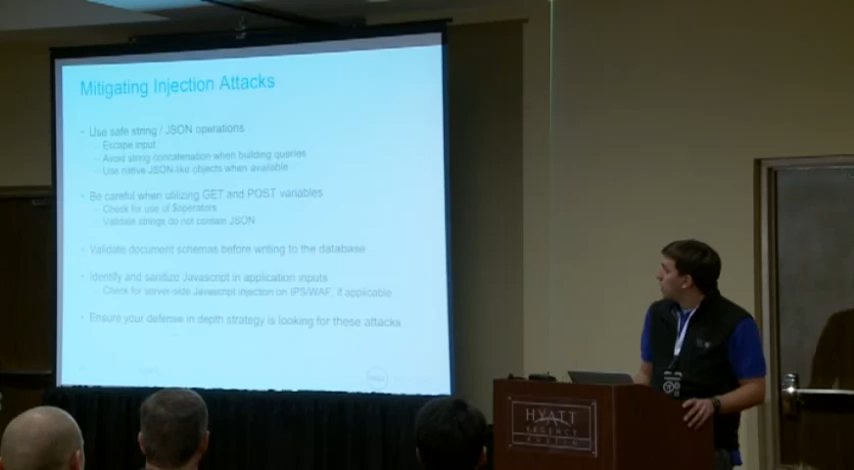 Mitigating Injection Attacks
Use safe string / JSON operations
Escape input
Avoid string concatenation when building queries
Use native JSON-like objects when available
Be careful when utilizing GET and POST variables
Check for use of $operators
Validate strings do not contain JSON
Validate document schemas before writing to the database
Identify and sanitize Javascript in application inputs
Check for server-side Javascript injection on IPS/WAF, if applicable
Ensure your defense in depth strategy is looking for these attacks
HYATT
REGENCY
AUSTIN